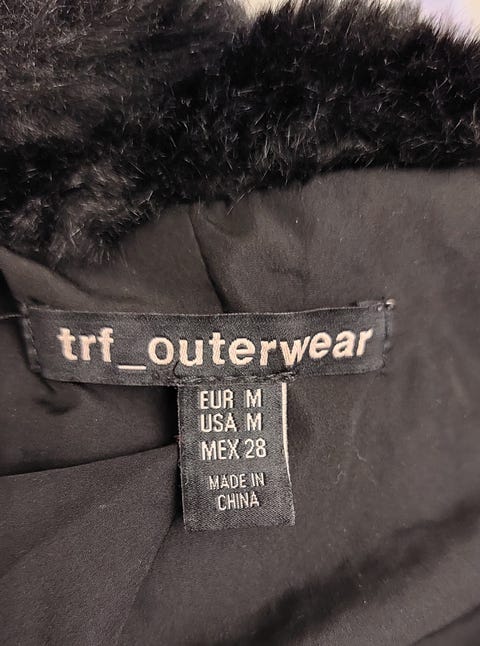 trf_outerwear
EUR M
USA M
MEX 28
MADE IN
CHINA